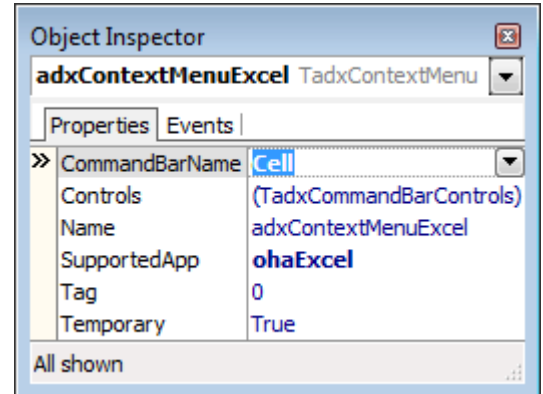 Object Inspector
adxContextMenuExcel TadxContextMenu
Properties Events
» CommandBarName Cell
Controls (TadxCommandBarControls)
Name adxContextMenuExcel
SupportedApp ohaExcel
Tag 0
Temporary True
All shown